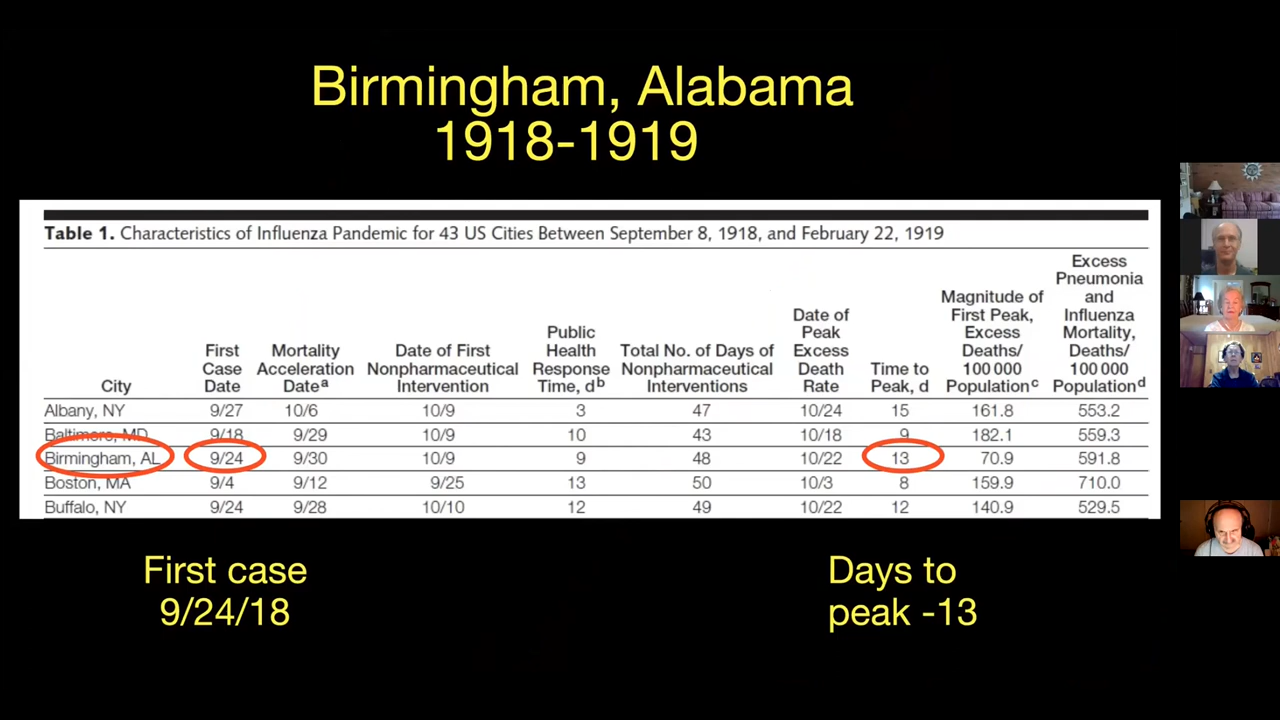 Birmingham, Alabama
1918-1919
Table 1. Characteristics of Influenza Pandemic for 43 US Cities Between September 8, 1918, and February 22, 1919
City
First
Case
Date
Mortality
Acceleration
Dateᵃ
Date of First
Nonpharmaceutical
Intervention
Public
Health
Response
Time, dᵇ
Total No. of Days of
Nonpharmaceutical
Interventions
Date of
Peak
Excess
Death
Rate
Time to
Peak, d
Magnitude of
First Peak,
Excess
Deaths/
100 000
Populationᶜ
Excess
Pneumonia
and
Influenza
Mortality,
Deaths/
100 000
Populationᵈ
Albany, NY 9/27 10/6 10/9 3 47 10/24 15 161.8 553.2
Baltimore, MD 9/18 9/29 10/9 10 43 10/18 9 182.1 559.3
Birmingham, AL 9/24 9/30 10/9 9 48 10/22 13 70.9 591.8
Boston, MA 9/4 9/12 9/25 13 50 10/3 8 159.9 710.0
Buffalo, NY 9/24 9/28 10/10 12 49 10/22 12 140.9 529.5
First case
9/24/18
Days to
peak -13